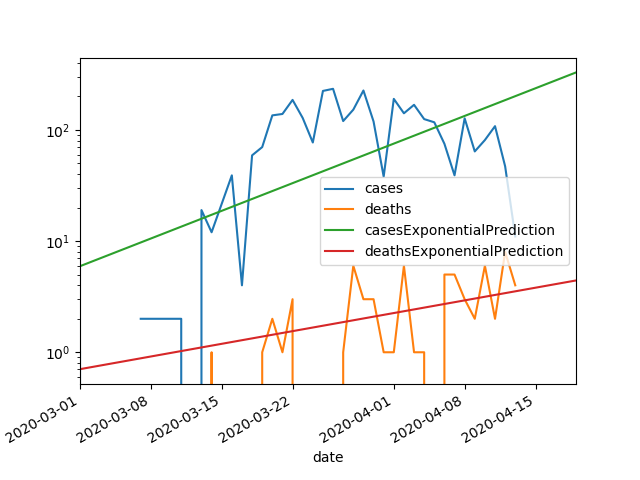 10²
10¹
10⁰
cases
deaths
casesExponentialPrediction
deathsExponentialPrediction
2020-03-01
2020-03-08
2020-03-15
2020-03-22
2020-04-01
2020-04-08
2020-04-15
date